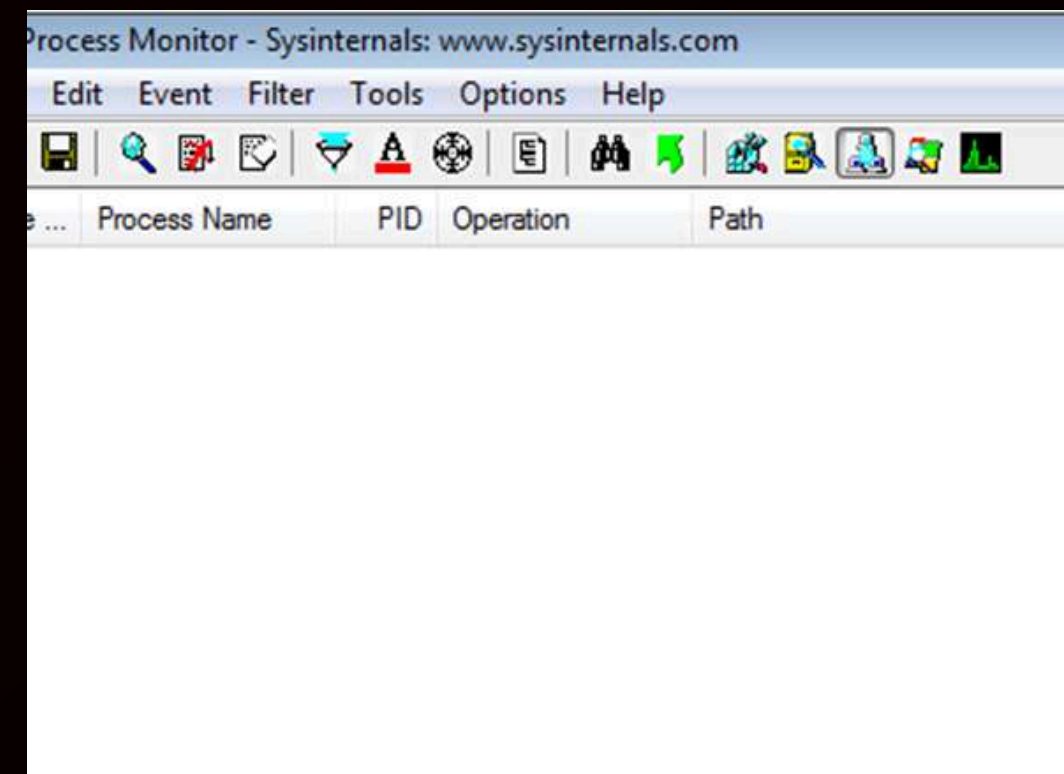 Process Monitor - Sysinternals: www.sysinternals.com
Edit Event Filter Tools Options Help
... Process Name PID Operation Path